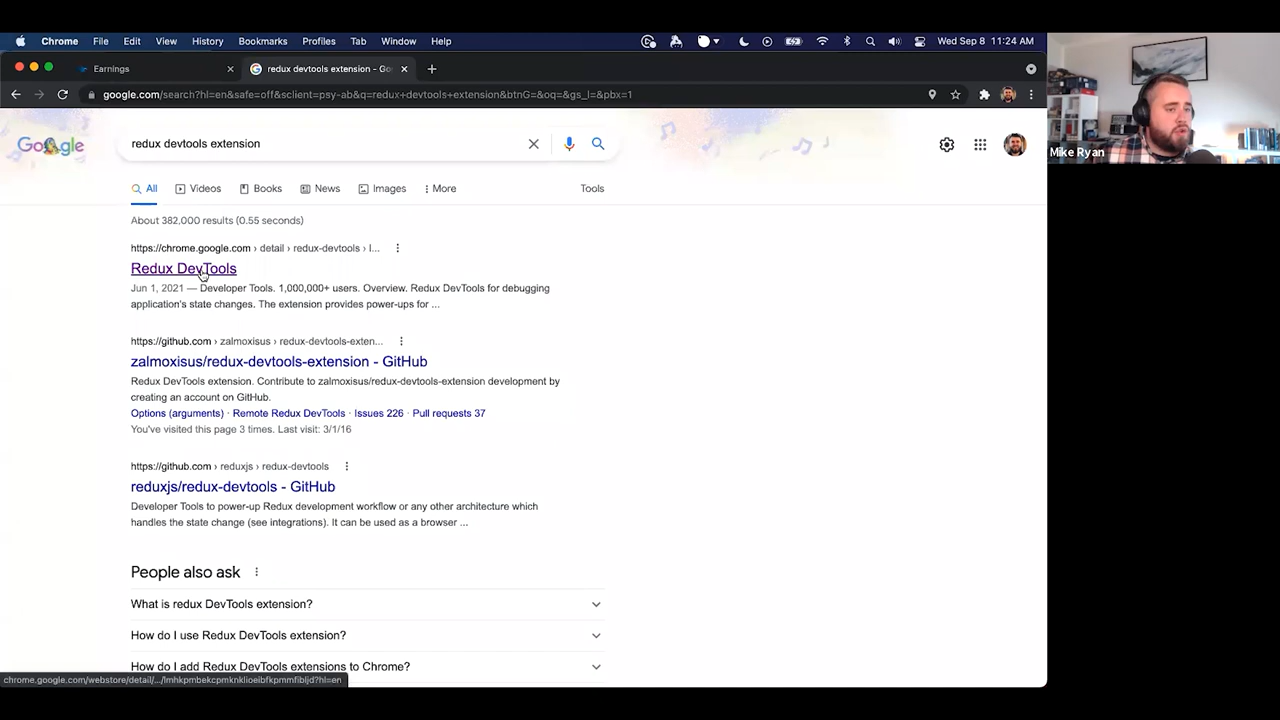 Chrome File Edit View History Bookmarks Profiles Tab Window Help Wed Sep 8 11:24 AM
Earnings redux devtools extension - Go
google.com/search?hl=en&safe=off&sclient=psy-ab&q=redux+devtools+extension&btnG=&oq=&gs_l=&pbx=1
Mike Ryan
Google redux devtools extension
All Videos Books News Images More Tools
About 382,000 results (0.55 seconds)
https://chrome.google.com › detail › redux-devtools › l...
Redux DevTools
Jun 1, 2021 — Developer Tools. 1,000,000+ users. Overview. Redux DevTools for debugging
application's state changes. The extension provides power-ups for ...
https://github.com › zalmoxisus › redux-devtools-exten...
zalmoxisus/redux-devtools-extension - GitHub
Redux DevTools extension. Contribute to zalmoxisus/redux-devtools-extension development by
creating an account on GitHub.
Options (arguments) · Remote Redux DevTools · Issues 226 · Pull requests 37
You've visited this page 3 times. Last visit: 3/1/16
https://github.com › reduxjs › redux-devtools
reduxjs/redux-devtools - GitHub
Developer Tools to power-up Redux development workflow or any other architecture which
handles the state change (see integrations). It can be used as a browser ...
People also ask
What is redux DevTools extension?
How do I use Redux DevTools extension?
How do I add Redux DevTools extensions to Chrome?
chrome.google.com/webstore/detail/.../lmhkpmbekcpmknklioeibfkpmmfibljd?hl=en